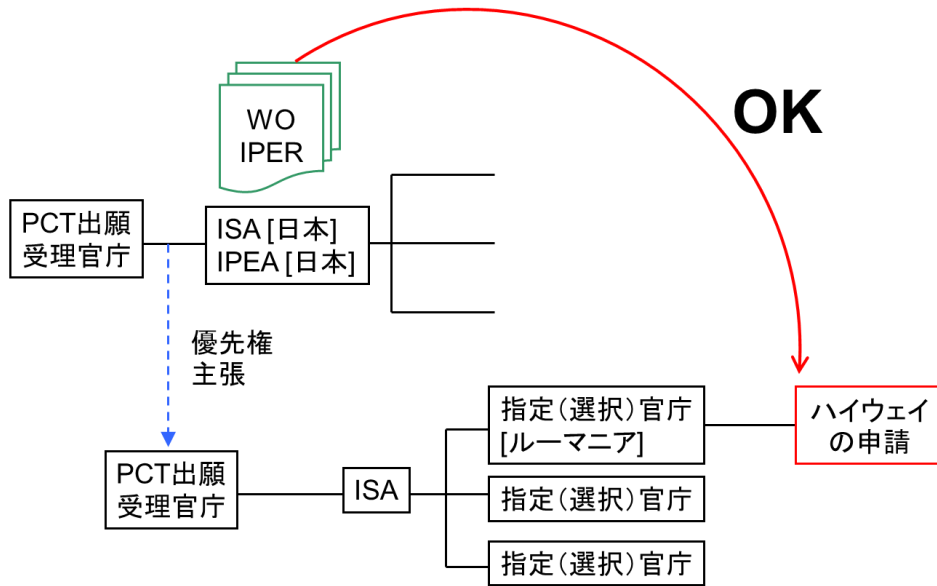 WO
IPER
OK
PCT出願
受理官庁
ISA [日本]
IPEA [日本]
優先権
主張
指定(選択)官庁
[ルーマニア]
ハイウェイ
の申請
PCT出願
受理官庁
ISA
指定(選択)官庁
指定(選択)官庁